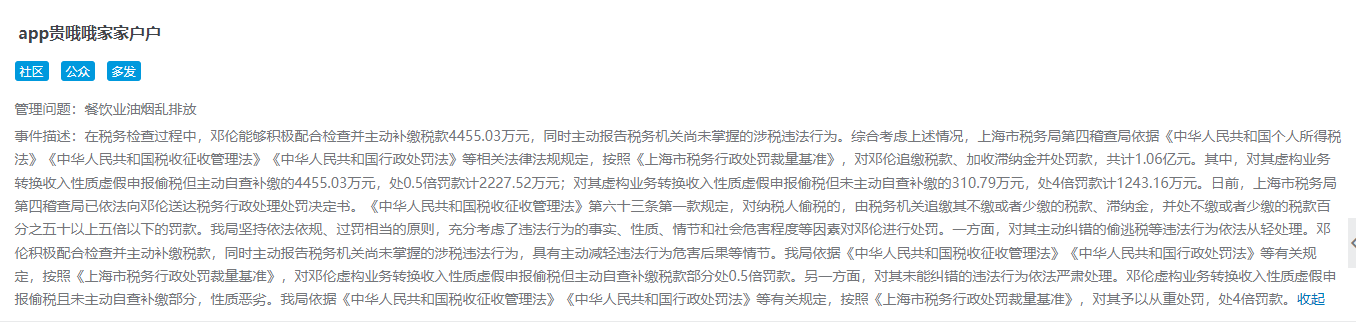 app贵哦哦家家户户
社区 公众 多发
管理问题：餐饮业油烟乱排放
事件描述：在税务检查过程中，邓伦能够积极配合检查并主动补缴税款4455.03万元，同时主动报告税务机关尚未掌握的涉税违法行为。综合考虑上述情况，上海市税务局第四稽查局依据《中华人民共和国个人所得税
法》《中华人民共和国税收征收管理法》《中华人民共和国行政处罚法》等相关法律法规规定，按照《上海市税务行政处罚裁量基准》，对邓伦追缴税款、加收滞纳金并处罚款，共计1.06亿元。其中，对其虚构业务
转换收入性质虚假申报偷税但主动自查补缴的4455.03万元，处0.5倍罚款计2227.52万元；对其虚构业务转换收入性质虚假申报偷税但未主动自查补缴的310.79万元，处4倍罚款计1243.16万元。日前，上海市税务局
第四稽查局已依法向邓伦送达税务行政处理处罚决定书。《中华人民共和国税收征收管理法》第六十三条第一款规定，对纳税人偷税的，由税务机关追缴其不缴或者少缴的税款、滞纳金，并处不缴或者少缴的税款百
分之五十以上五倍以下的罚款。我局坚持依法依规、过罚相当的原则，充分考虑了违法行为的事实、性质、情节和社会危害程度等因素对邓伦进行处罚。一方面，对其主动纠错的偷逃税等违法行为依法从轻处理。邓
伦积极配合检查并主动补缴税款，同时主动报告税务机关尚未掌握的涉税违法行为，具有主动减轻违法行为危害后果等情节。我局依据《中华人民共和国税收征收管理法》《中华人民共和国行政处罚法》等有关规
定，按照《上海市税务行政处罚裁量基准》，对邓伦虚构业务转换收入性质虚假申报偷税但主动自查补缴税款部分处0.5倍罚款。另一方面，对其未能纠错的违法行为依法严肃处理。邓伦虚构业务转换收入性质虚假申
报偷税且未主动自查补缴部分，性质恶劣。我局依据《中华人民共和国税收征收管理法》《中华人民共和国行政处罚法》等有关规定，按照《上海市税务行政处罚裁量基准》，对其予以从重处罚，处4倍罚款。收起